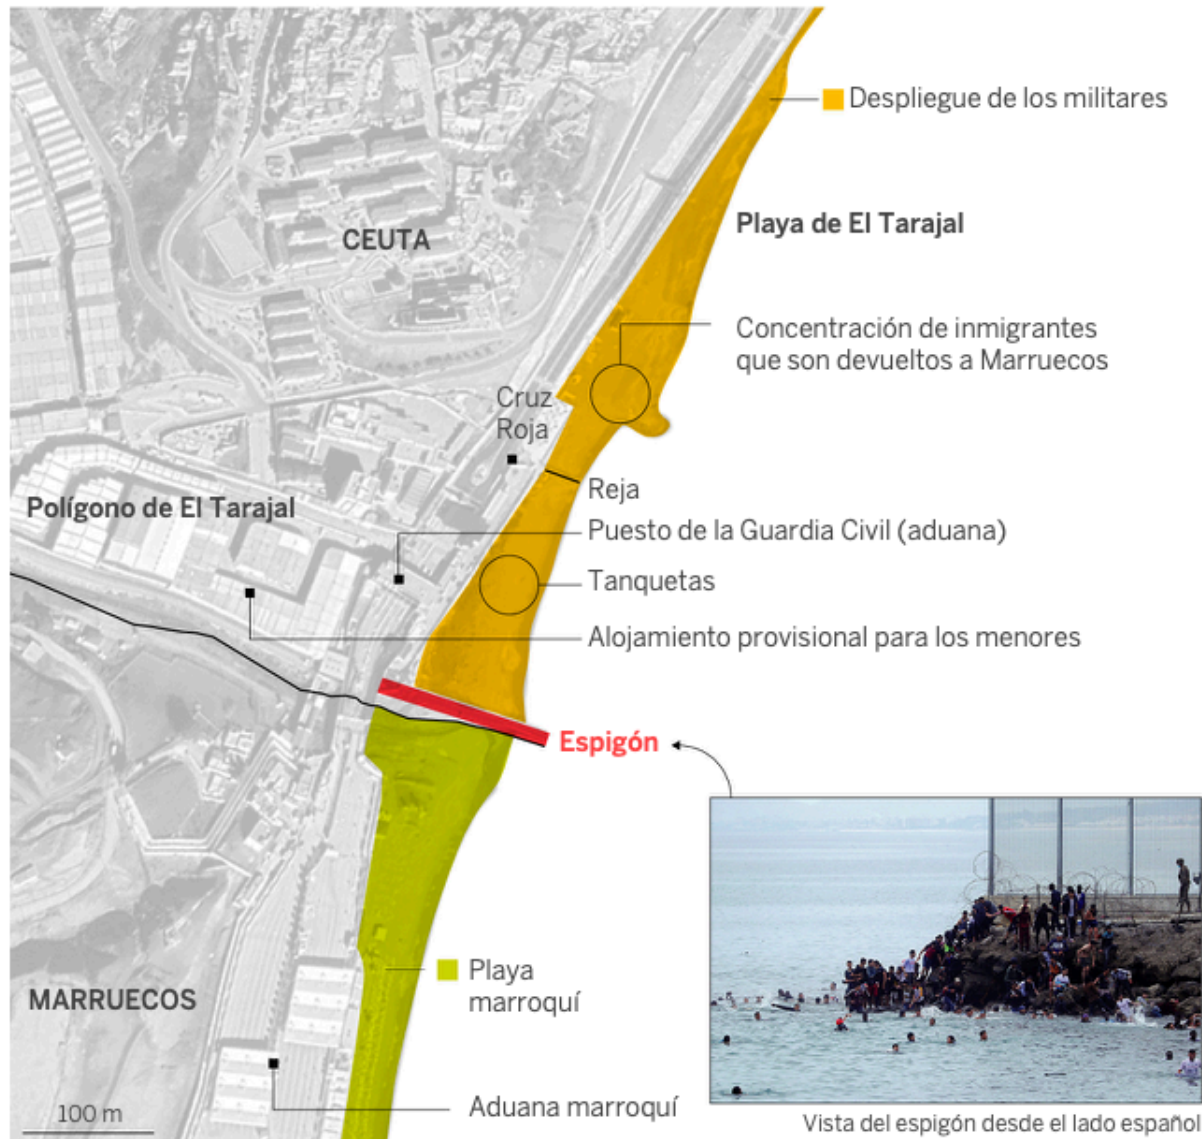 Despliegue de los militares
Playa de El Tarajal
CEUTA
Concentración de inmigrantes
que son devueltos a Marruecos
Cruz
Roja
Reja
Polígono de El Tarajal
Puesto de la Guardia Civil (aduana)
Tanquetas
Alojamiento provisional para los menores
Espigón
Playa
marroquí
MARRUECOS
Aduana marroquí
100 m
Vista del espigón desde el lado español